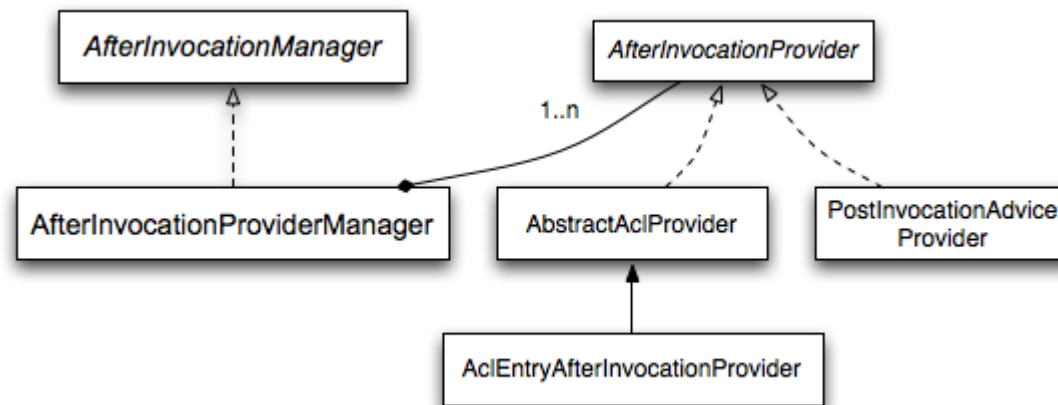 AfterInvocationManager
AfterInvocationProvider
1..n
AfterInvocationProviderManager
AbstractAclProvider
PostInvocationAdvice
Provider
AclEntryAfterInvocationProvider